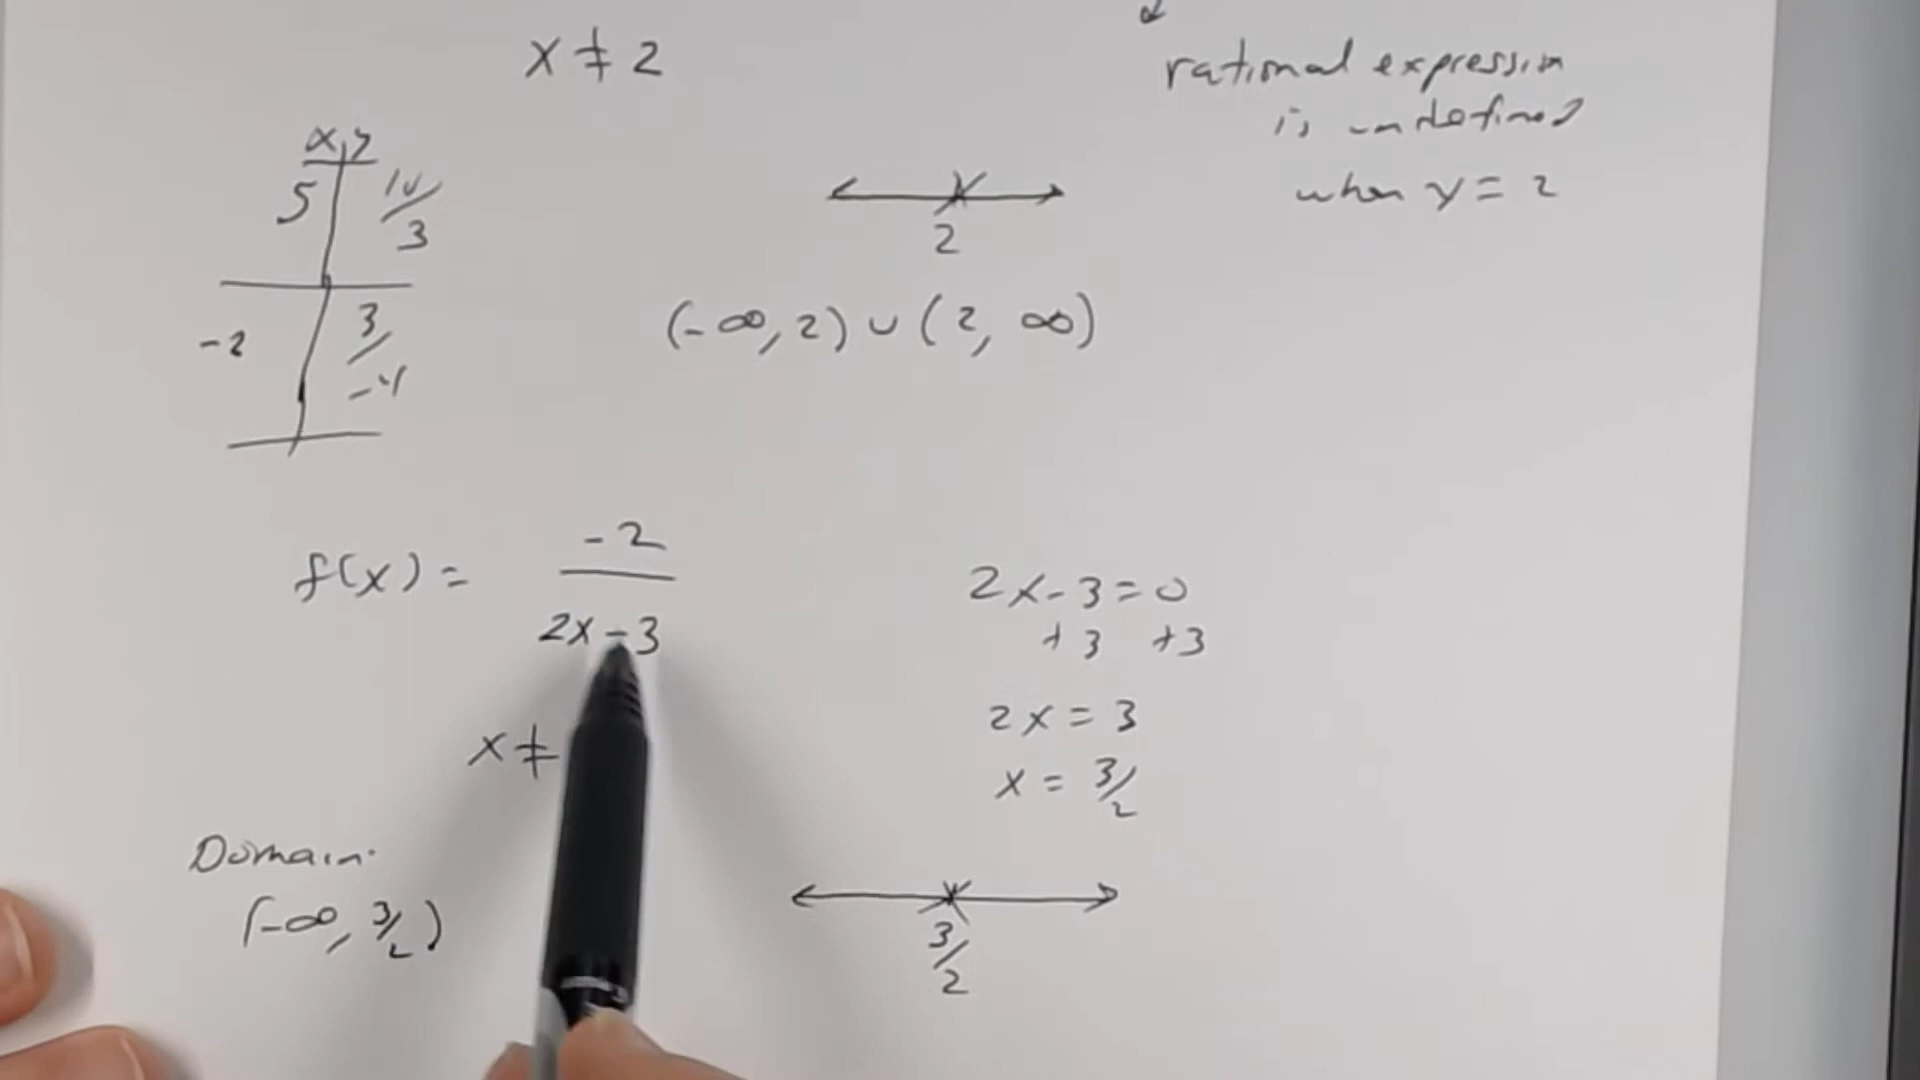 x ≠ 2
rational expression
is undefined
when y = 2
x, y
5 10/3
-2 3/-4
2
(-∞, 2) ∪ (2, ∞)
f(x) = -2/2x-3
x ≠
2x-3=0
+3 +3
2x = 3
x = 3/2
Domain:
(-∞, 3/2)
3/2